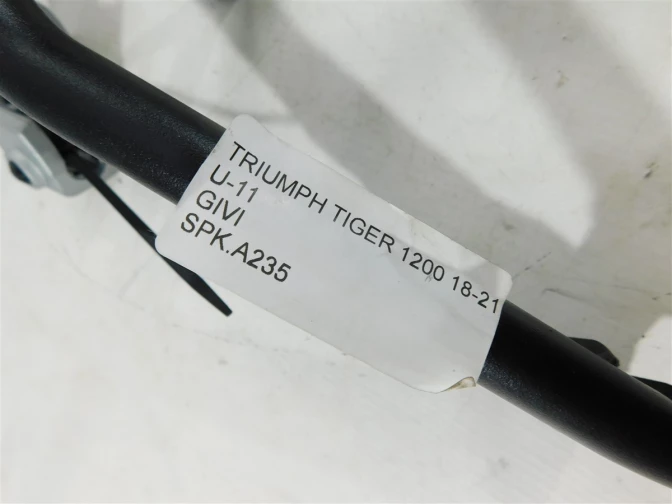 TRIUMPH TIGER 1200 18-21
U-11
GIVI
SPK.A235